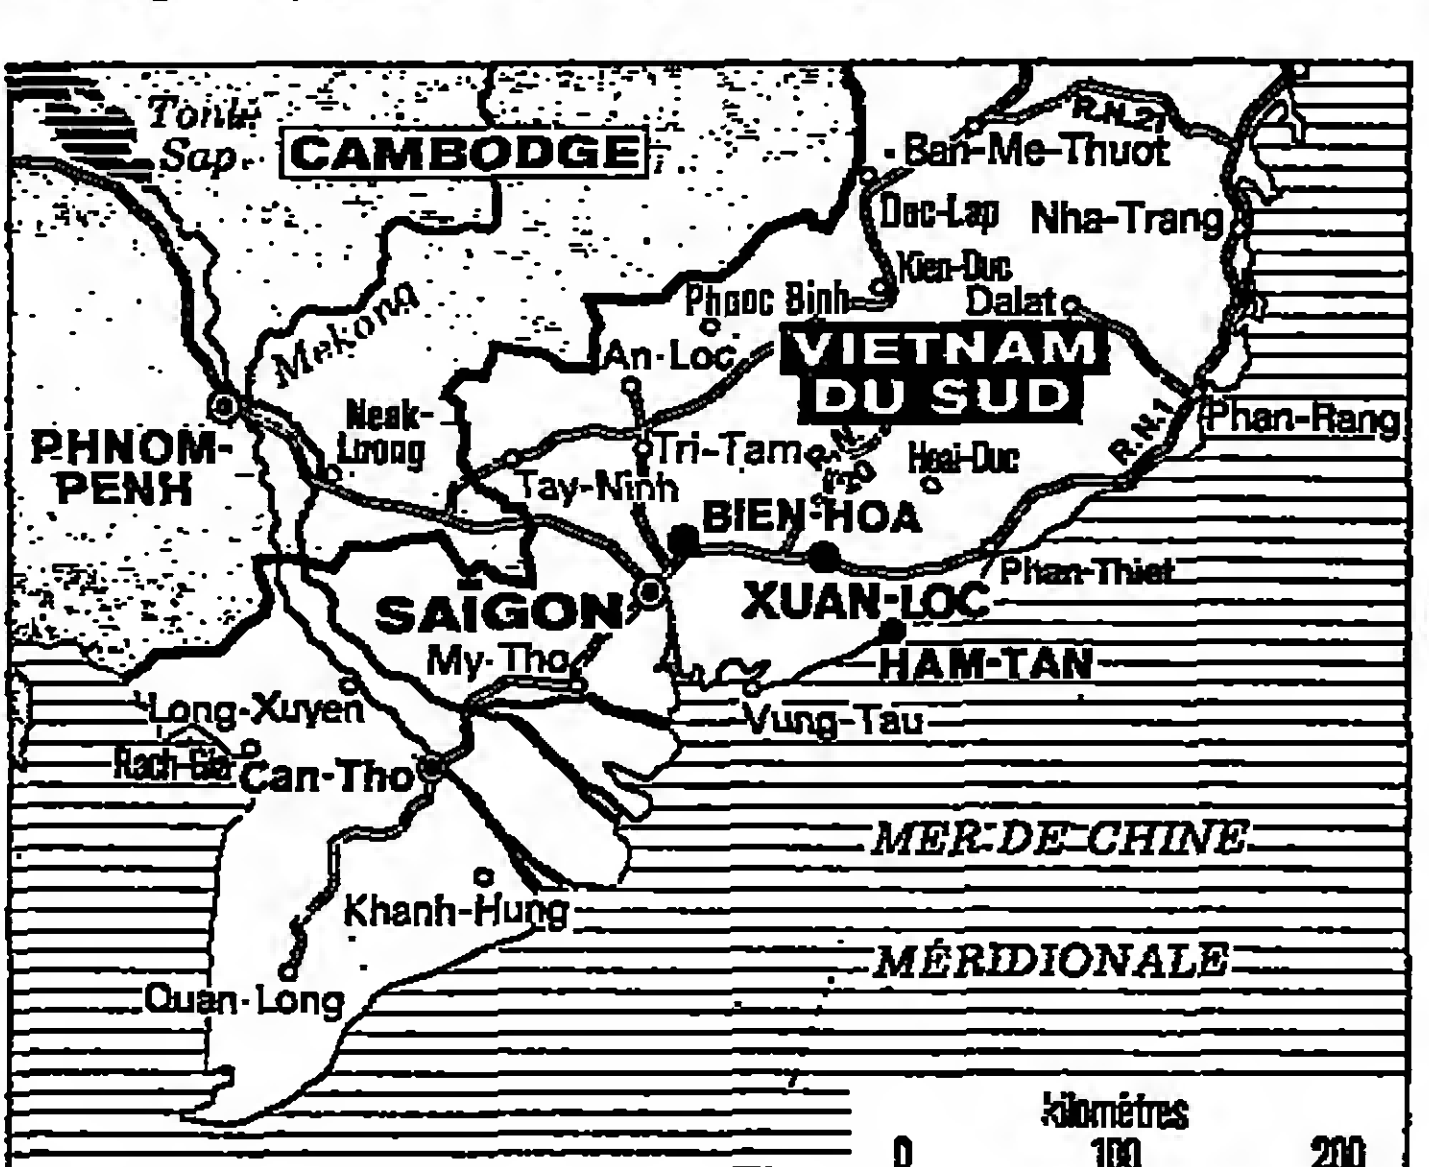 Tonle
Sap
CAMBODGE
R.N.21
Ban-Me-Thuot
Duc-Lap
Nha-Trang
Kien-Duc
Mekong
Phuoc Binh
Dalat
An-Loc
VIETNAM
DU SUD
Neak-
Luong
PHNOM-
PENH
Phan-Rang
R.N.1
Tri-Tam
R.N.
20
Hoai-Duc
Tay-Ninh
BIEN-HOA
Phan-Thiet
SAÏGON
XUAN-LOC
My-Tho
HAM-TAN
Long-Xuyen
Vung-Tau
Rach-Gia
Can-Tho
MER DE CHINE
Khanh-Hung
MÉRIDIONALE
Quan-Long
kilomètres
0 100 200